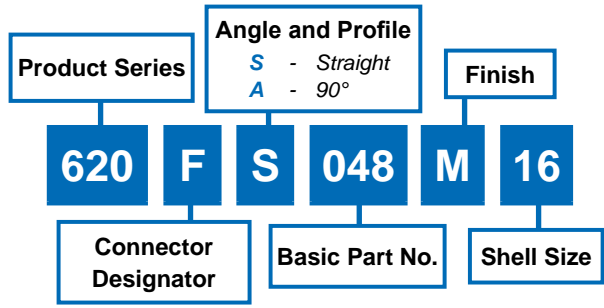 Angle and Profile
S - Straight
A - 90°
Product Series
Finish
620 F S 048 M 16
Connector
Designator
Basic Part No.
Shell Size